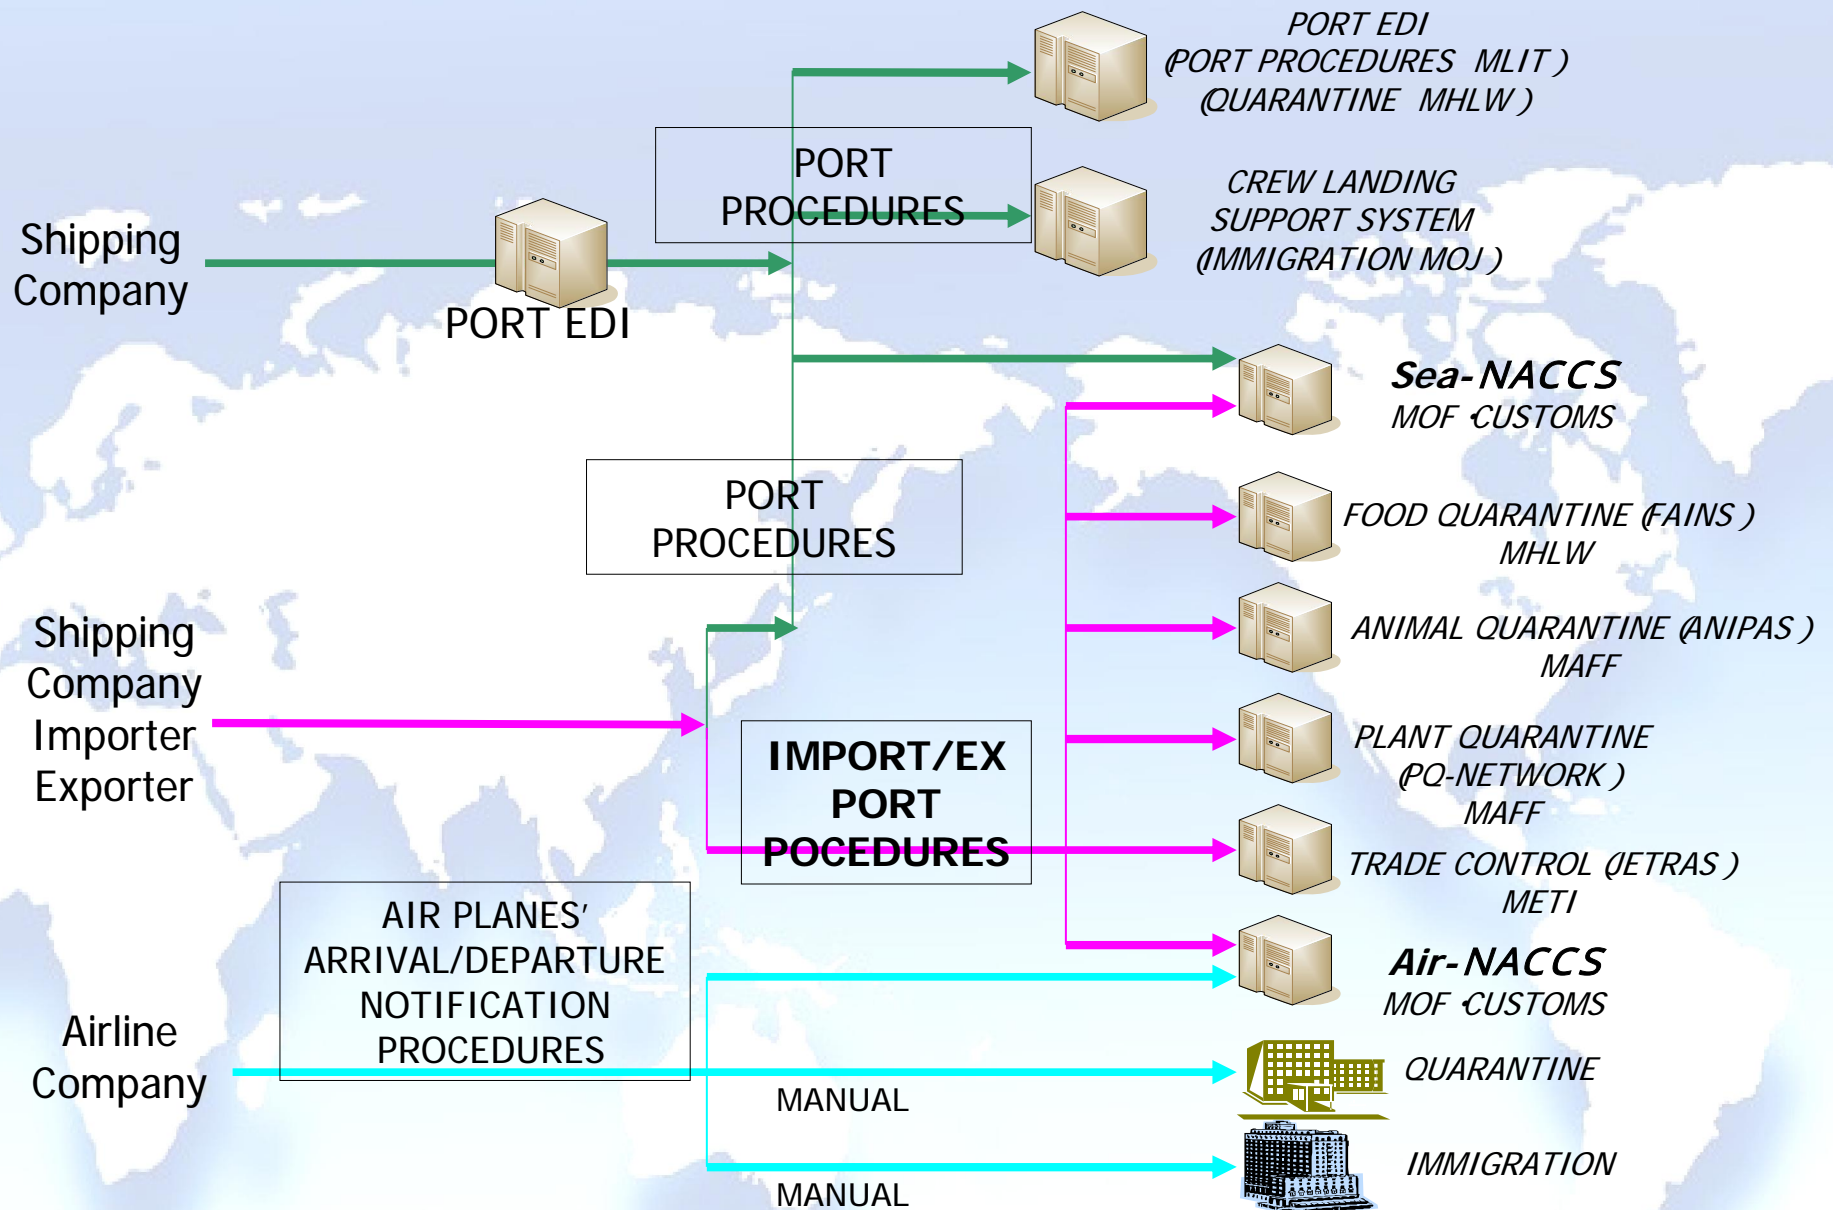 PORT EDI
(PORT PROCEDURES MLIT)
(QUARANTINE MHLW)
PORT
PROCEDURES
CREW LANDING
SUPPORT SYSTEM
(IMMIGRATION MOJ)
Shipping
Company
PORT EDI
Sea-NACCS
MOF・CUSTOMS
PORT
PROCEDURES
FOOD QUARANTINE (FAINS)
MHLW
Shipping
Company
Importer
Exporter
ANIMAL QUARANTINE (ANIPAS)
MAFF
IMPORT/EX
PORT
POCEDURES
PLANT QUARANTINE
(PQ-NETWORK)
MAFF
TRADE CONTROL (JETRAS)
METI
AIR PLANES'
ARRIVAL/DEPARTURE
NOTIFICATION
PROCEDURES
Air-NACCS
MOF・CUSTOMS
Airline
Company
MANUAL
QUARANTINE
MANUAL
IMMIGRATION